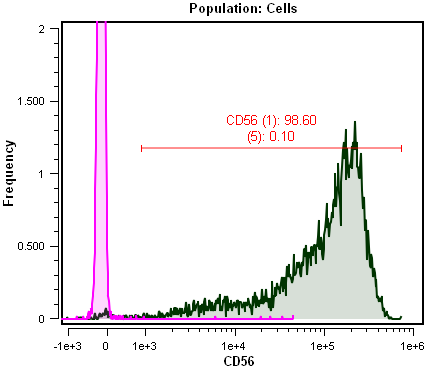 Population: Cells
2
1.500
1
0.500
0
Frequency
CD56 (1): 98.60
(5): 0.10
-1e+3 0 1e+3 1e+4 1e+5 1e+6
CD56